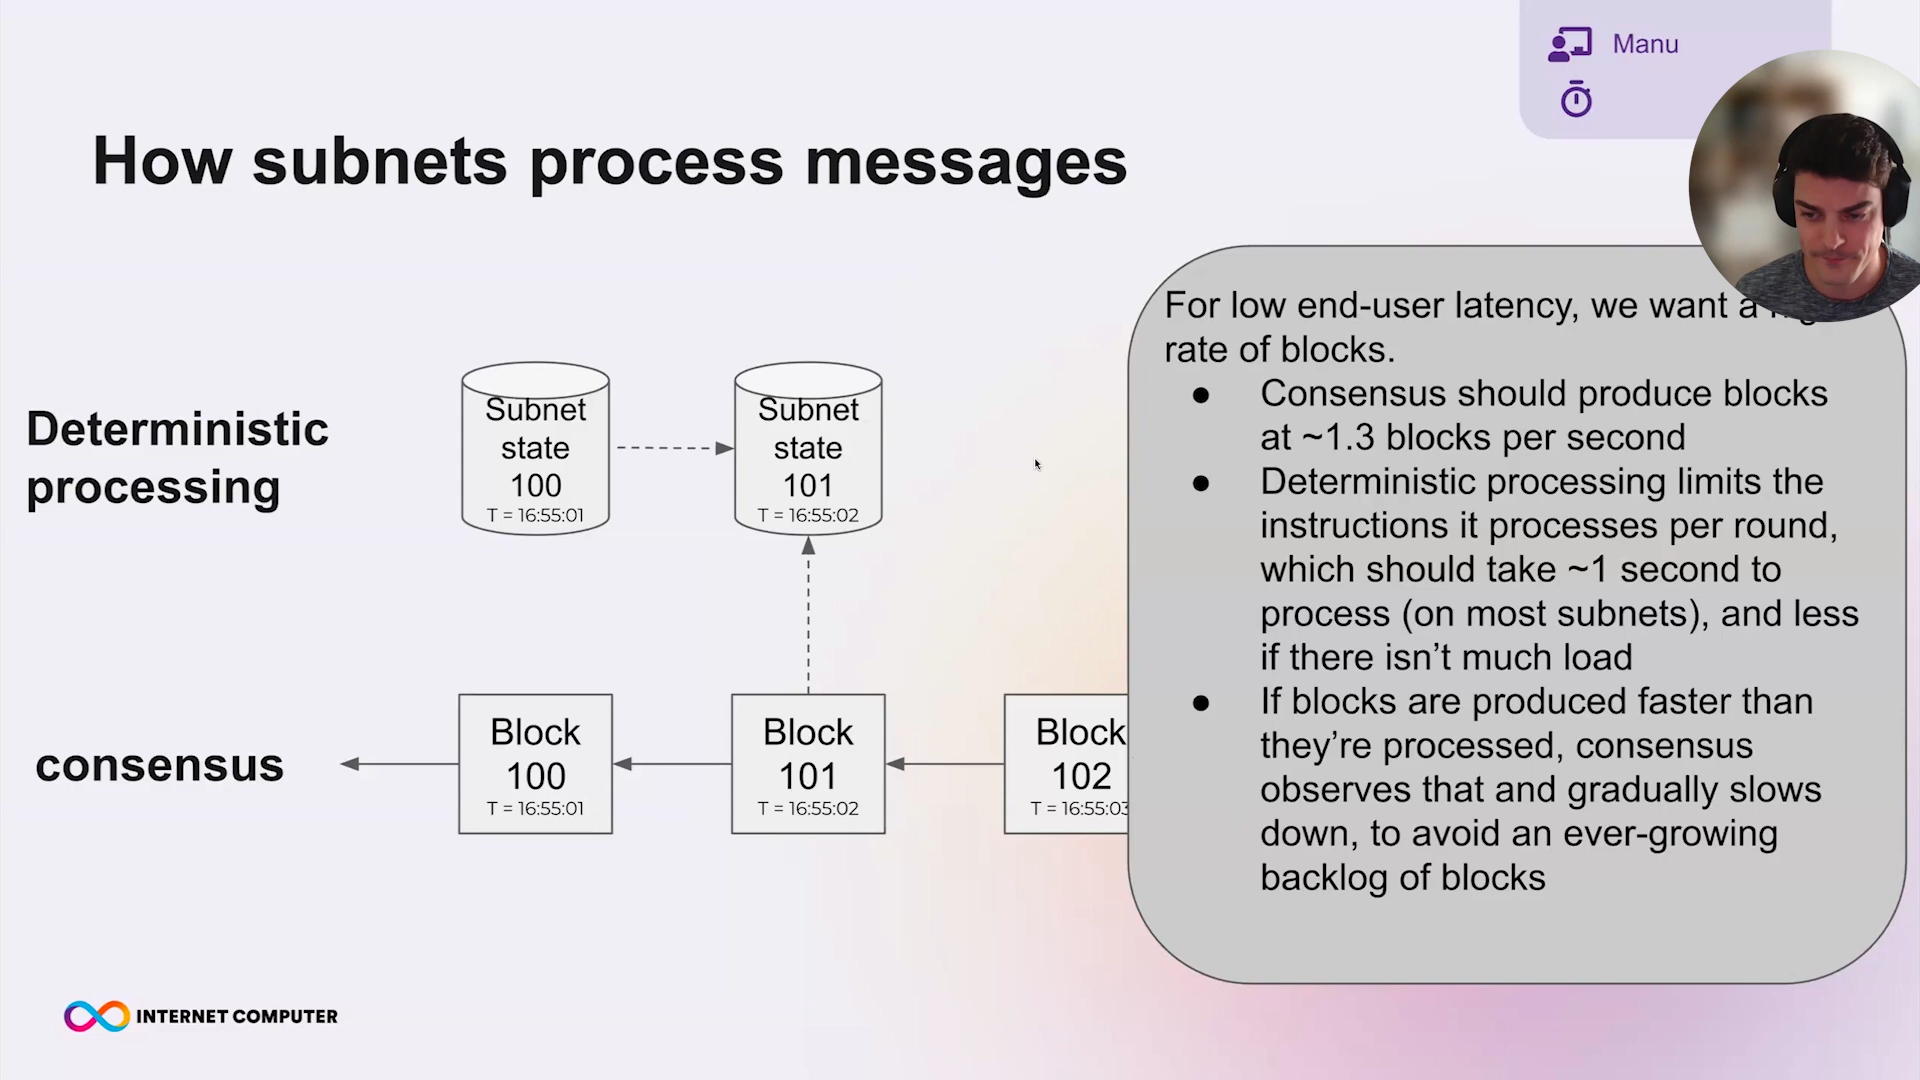 Manu
How subnets process messages
For low end-user latency, we want a
rate of blocks.
● Consensus should produce blocks
at ~1.3 blocks per second
● Deterministic processing limits the
instructions it processes per round,
which should take ~1 second to
process (on most subnets), and less
if there isn’t much load
● If blocks are produced faster than
they’re processed, consensus
observes that and gradually slows
down, to avoid an ever-growing
backlog of blocks
Deterministic
processing
Subnet
state
100
T = 16:55:01
Subnet
state
101
T = 16:55:02
consensus
Block
100
T = 16:55:01
Block
101
T = 16:55:02
Block
102
T = 16:55:03
INTERNET COMPUTER